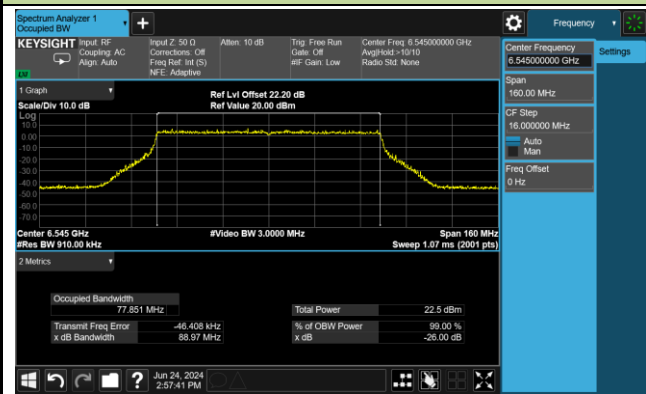 Spectrum Analyzer 1
Occupied BW
Frequency
KEYSIGHT
Input: RF
Coupling: AC
Align: Auto
Input Z: 50 Ω
Corrections: Off
Freq Ref: Int (S)
NFE: Adaptive
Atten: 10 dB
Trig: Free Run
Gate: Off
#IF Gain: Low
Center Freq: 6.545000000 GHz
Avg|Hold:>10/10
Radio Std: None
Center Frequency
6.545000000 GHz
Settings
Span
160.00 MHz
CF Step
16.000000 MHz
Auto
Man
Freq Offset
0 Hz
1 Graph
Scale/Div 10.0 dB
Ref Lvl Offset 22.20 dB
Ref Value 20.00 dBm
Log
10.0
0.00
-10.0
-20.0
-30.0
-40.0
-50.0
-60.0
-70.0
Center 6.545 GHz
#Res BW 910.00 kHz
#Video BW 3.0000 MHz
Span 160 MHz
Sweep 1.07 ms (2001 pts)
2 Metrics
Occupied Bandwidth
77.851 MHz
Total Power
22.5 dBm
Transmit Freq Error
-46.408 kHz
% of OBW Power
99.00 %
x dB Bandwidth
88.97 MHz
x dB
-26.00 dB
Jun 24, 2024
2:57:41 PM